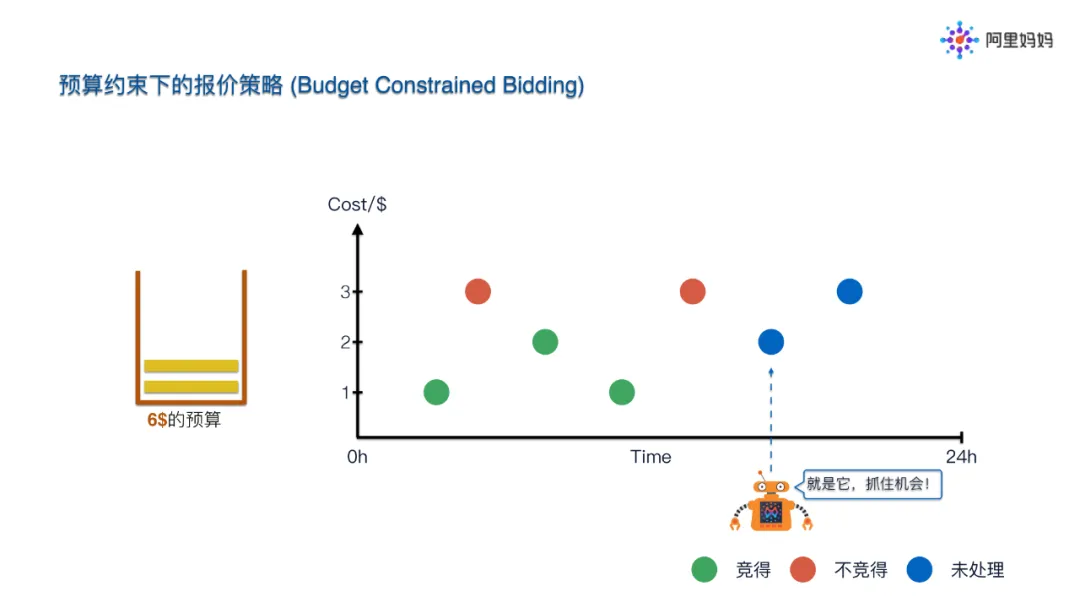 阿里妈妈
预算约束下的报价策略 (Budget Constrained Bidding)
Cost/$
3
2
1
6$的预算
0h
Time
24h
就是它，抓住机会！
竞得
不竞得
未处理